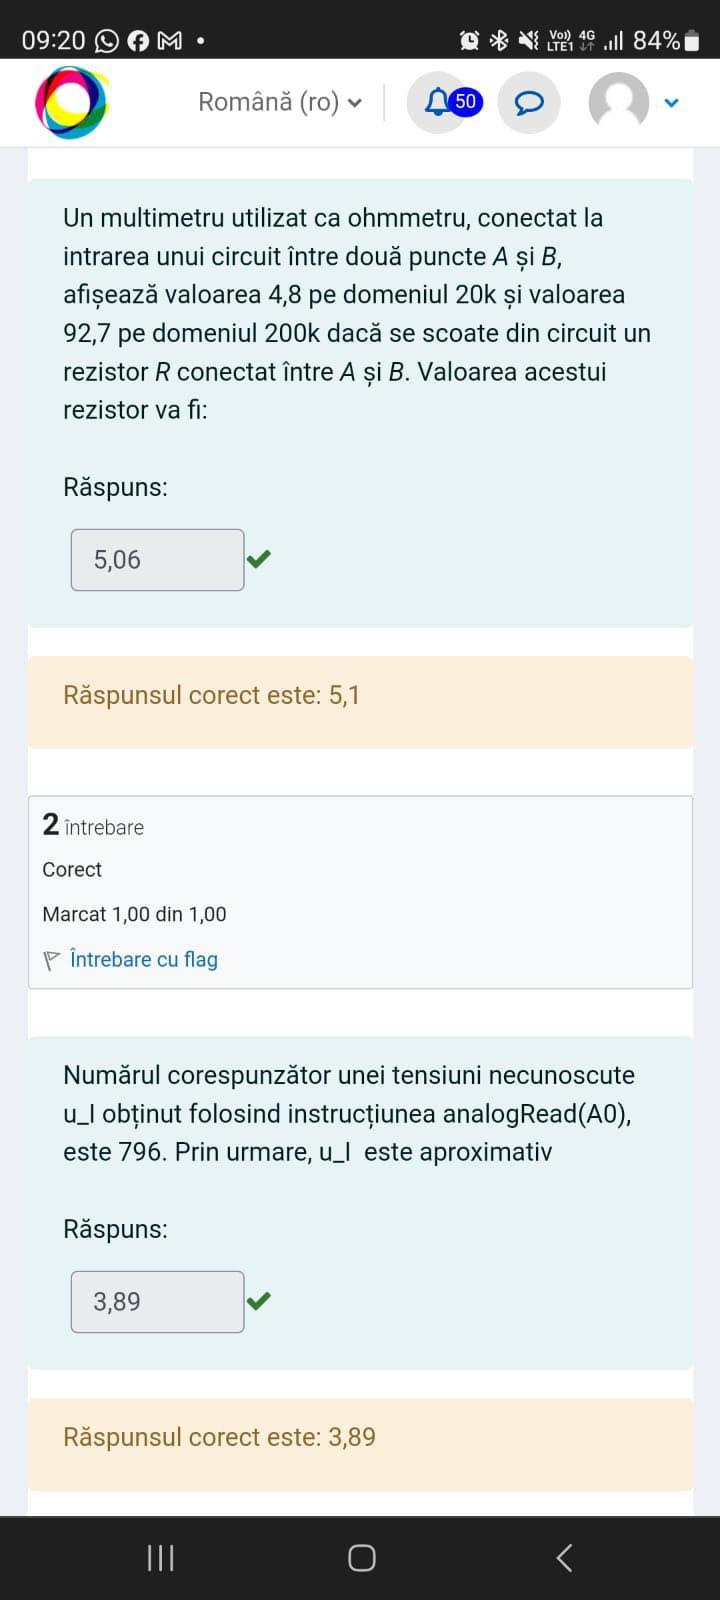 09:20
Vo)) 4G
LTE1
84%
Română (ro)
50
Un multimetru utilizat ca ohmmetru, conectat la
intrarea unui circuit între două puncte A și B,
afișează valoarea 4,8 pe domeniul 20k și valoarea
92,7 pe domeniul 200k dacă se scoate din circuit un
rezistor R conectat între A și B. Valoarea acestui
rezistor va fi:
Răspuns:
5,06
Răspunsul corect este: 5,1
2 întrebare
Corect
Marcat 1,00 din 1,00
Întrebare cu flag
Numărul corespunzător unei tensiuni necunoscute
u_I obținut folosind instrucțiunea analogRead(A0),
este 796. Prin urmare, u_I  este aproximativ
Răspuns:
3,89
Răspunsul corect este: 3,89